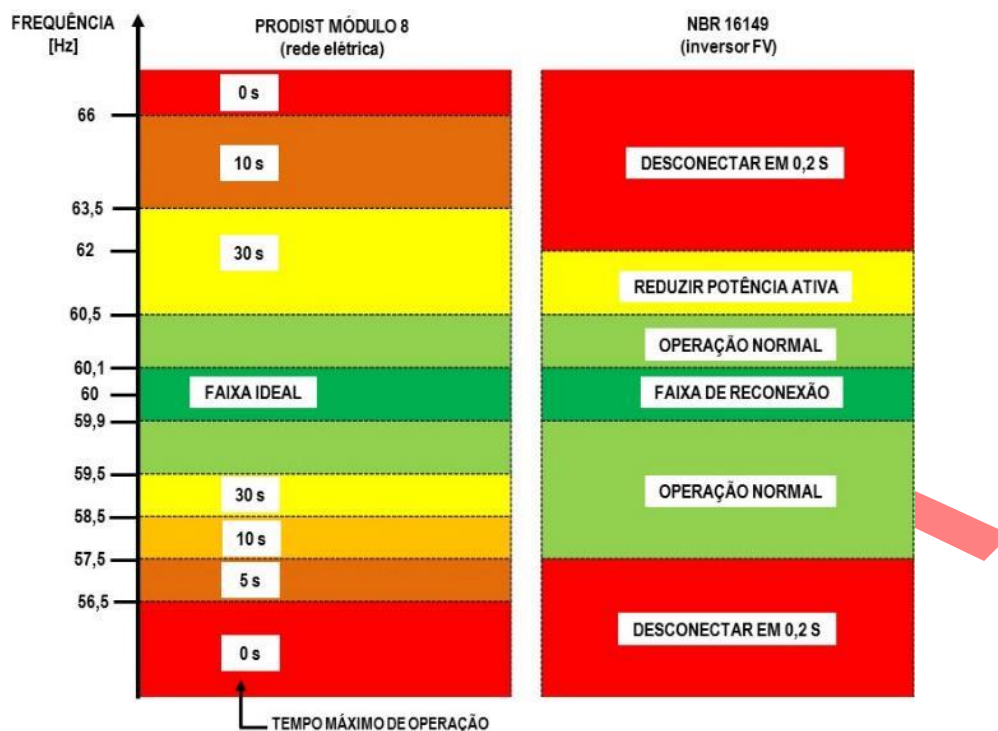 FREQUÊNCIA
[Hz]
PRODIST MÓDULO 8
(rede elétrica)
NBR 16149
(inversor FV)
0 s
66
10 s
DESCONECTAR EM 0,2 S
63,5
62
30 s
REDUZIR POTÊNCIA ATIVA
60,5
OPERAÇÃO NORMAL
60,1
60
FAIXA IDEAL
FAIXA DE RECONEXÃO
59,9
59,5
30 s
OPERAÇÃO NORMAL
58,5
10 s
57,5
5 s
56,5
DESCONECTAR EM 0,2 S
0 s
TEMPO MÁXIMO DE OPERAÇÃO